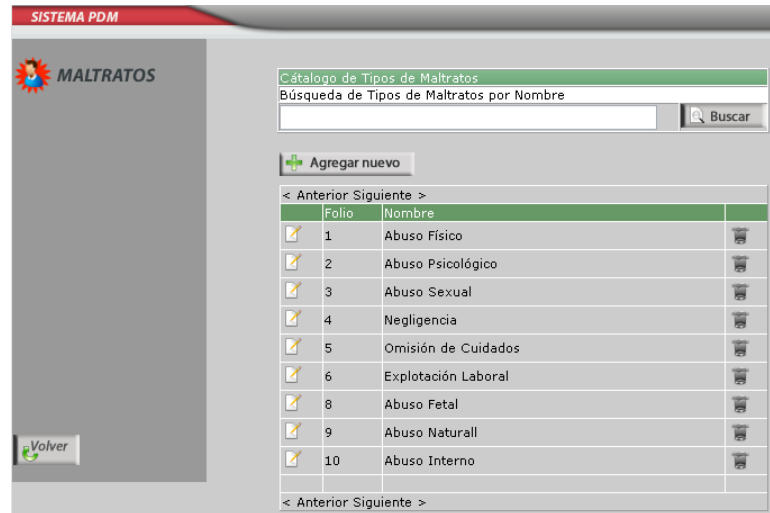 SISTEMA PDM
MALTRATOS
Cátalogo de Tipos de Maltratos
Búsqueda de Tipos de Maltratos por Nombre
Buscar
Agregar nuevo
< Anterior Siguiente >
Folio Nombre
1 Abuso Físico
2 Abuso Psicológico
3 Abuso Sexual
4 Negligencia
5 Omisión de Cuidados
6 Explotación Laboral
8 Abuso Fetal
9 Abuso Naturall
10 Abuso Interno
< Anterior Siguiente >
Volver